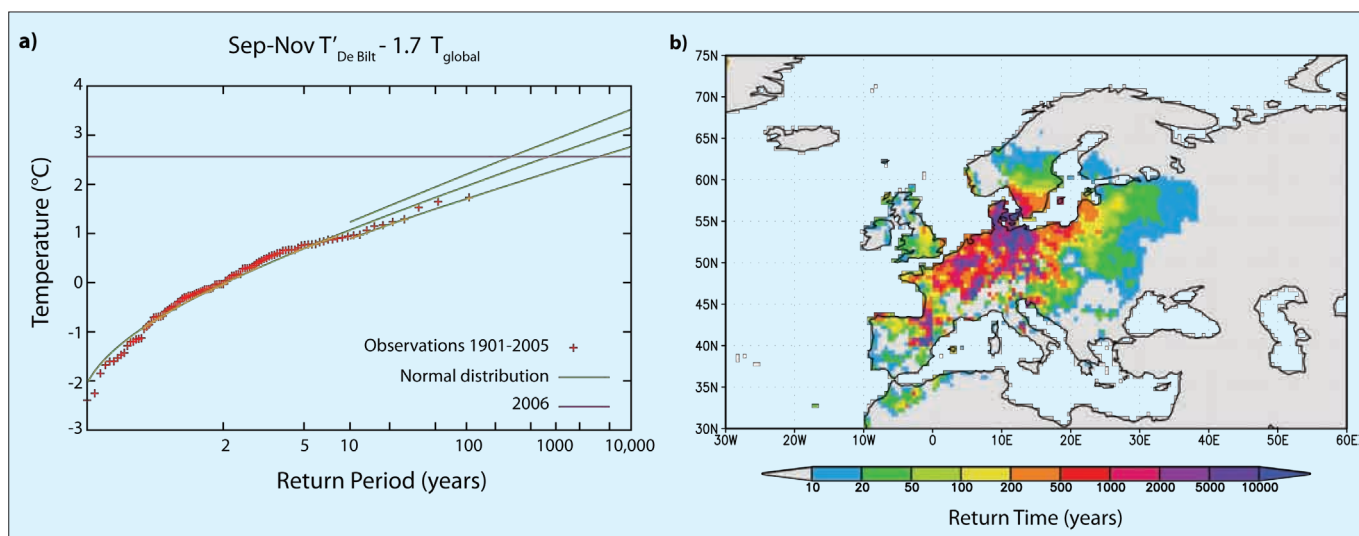 a)
Sep-Nov T′De Bilt - 1.7 Tglobal
Temperature (°C)
4
3
2
1
0
-1
-2
-3
Observations 1901-2005
Normal distribution
2006
2 5 10 100 1000 10,000
Return Period (years)
b)
75N
70N
65N
60N
55N
50N
45N
40N
35N
30N
30W 20W 10W 0 10E 20E 30E 40E 50E 60E
10 20 50 100 200 500 1000 2000 5000 10000
Return Time (years)